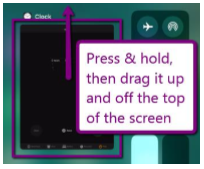 Clock
Press & hold,
then drag it up
and off the top
of the screen